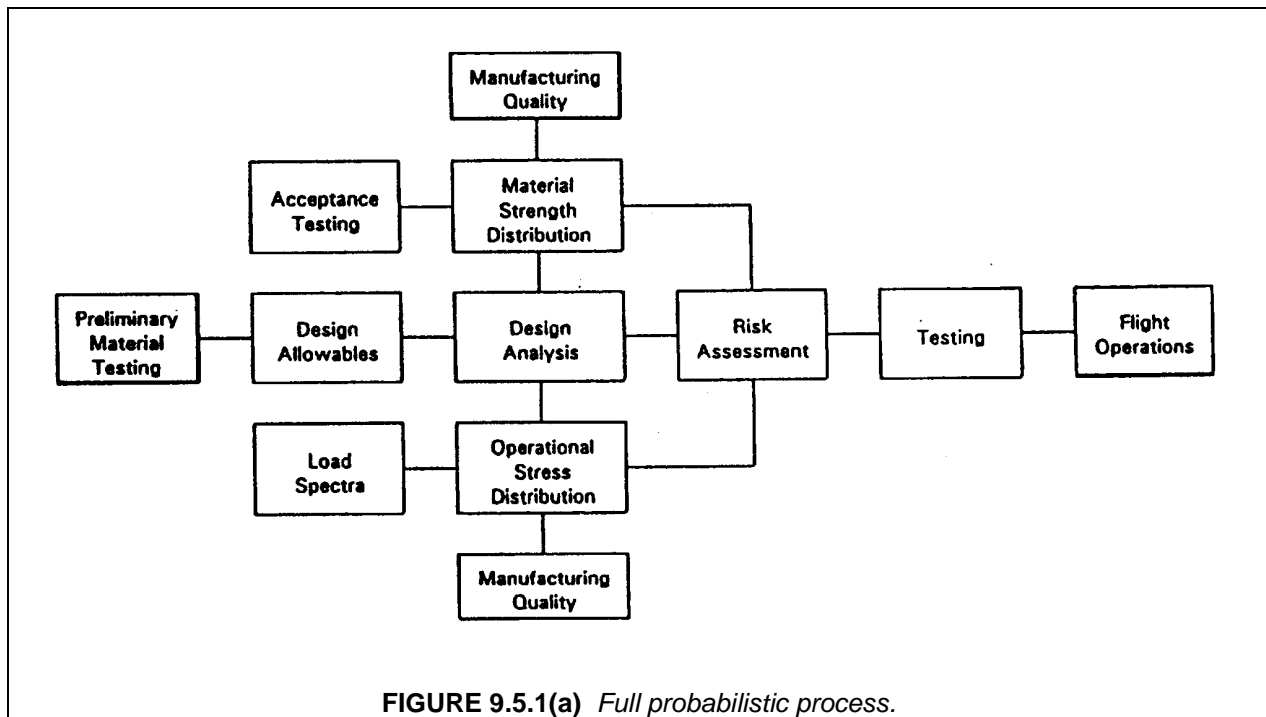 Manufacturing
Quality
Acceptance
Testing
Material
Strength
Distribution
Preliminary
Material
Testing
Design
Allowables
Design
Analysis
Risk
Assessment
Testing
Flight
Operations
Load
Spectra
Operational
Stress
Distribution
Manufacturing
Quality
FIGURE 9.5.1(a) Full probabilistic process.